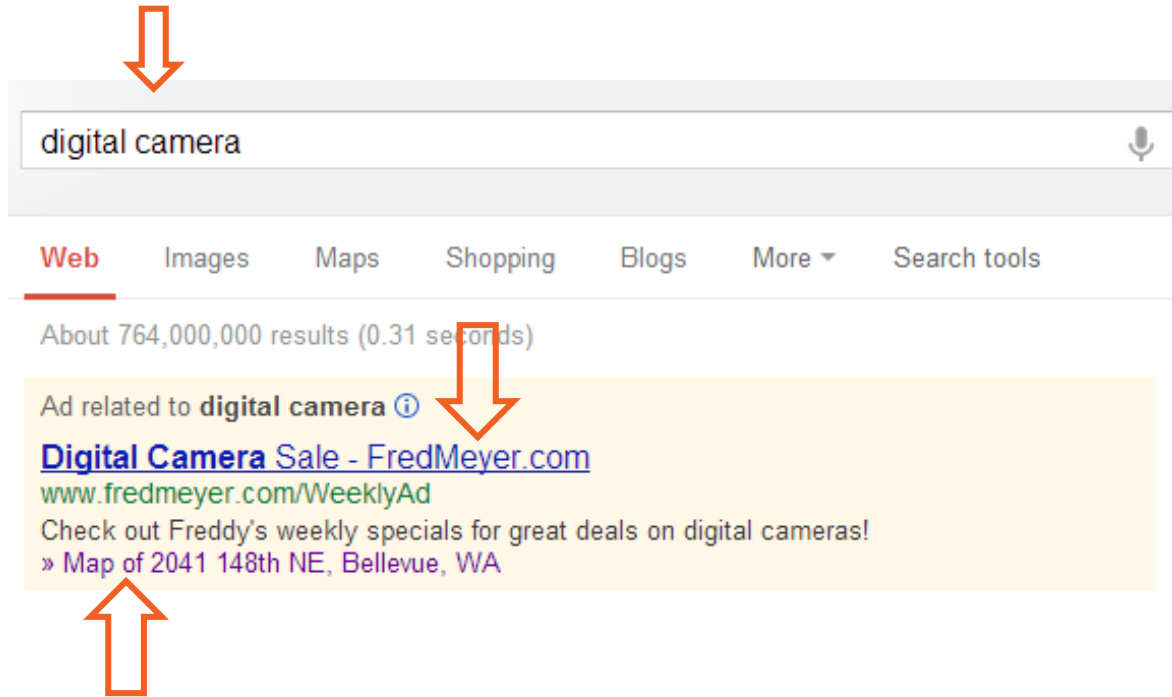 digital camera
Web Images Maps Shopping Blogs More Search tools
About 764,000,000 results (0.31 seconds)
Ad related to digital camera
Digital Camera Sale - FredMeyer.com
www.fredmeyer.com/WeeklyAd
Check out Freddy's weekly specials for great deals on digital cameras!
» Map of 2041 148th NE, Bellevue, WA